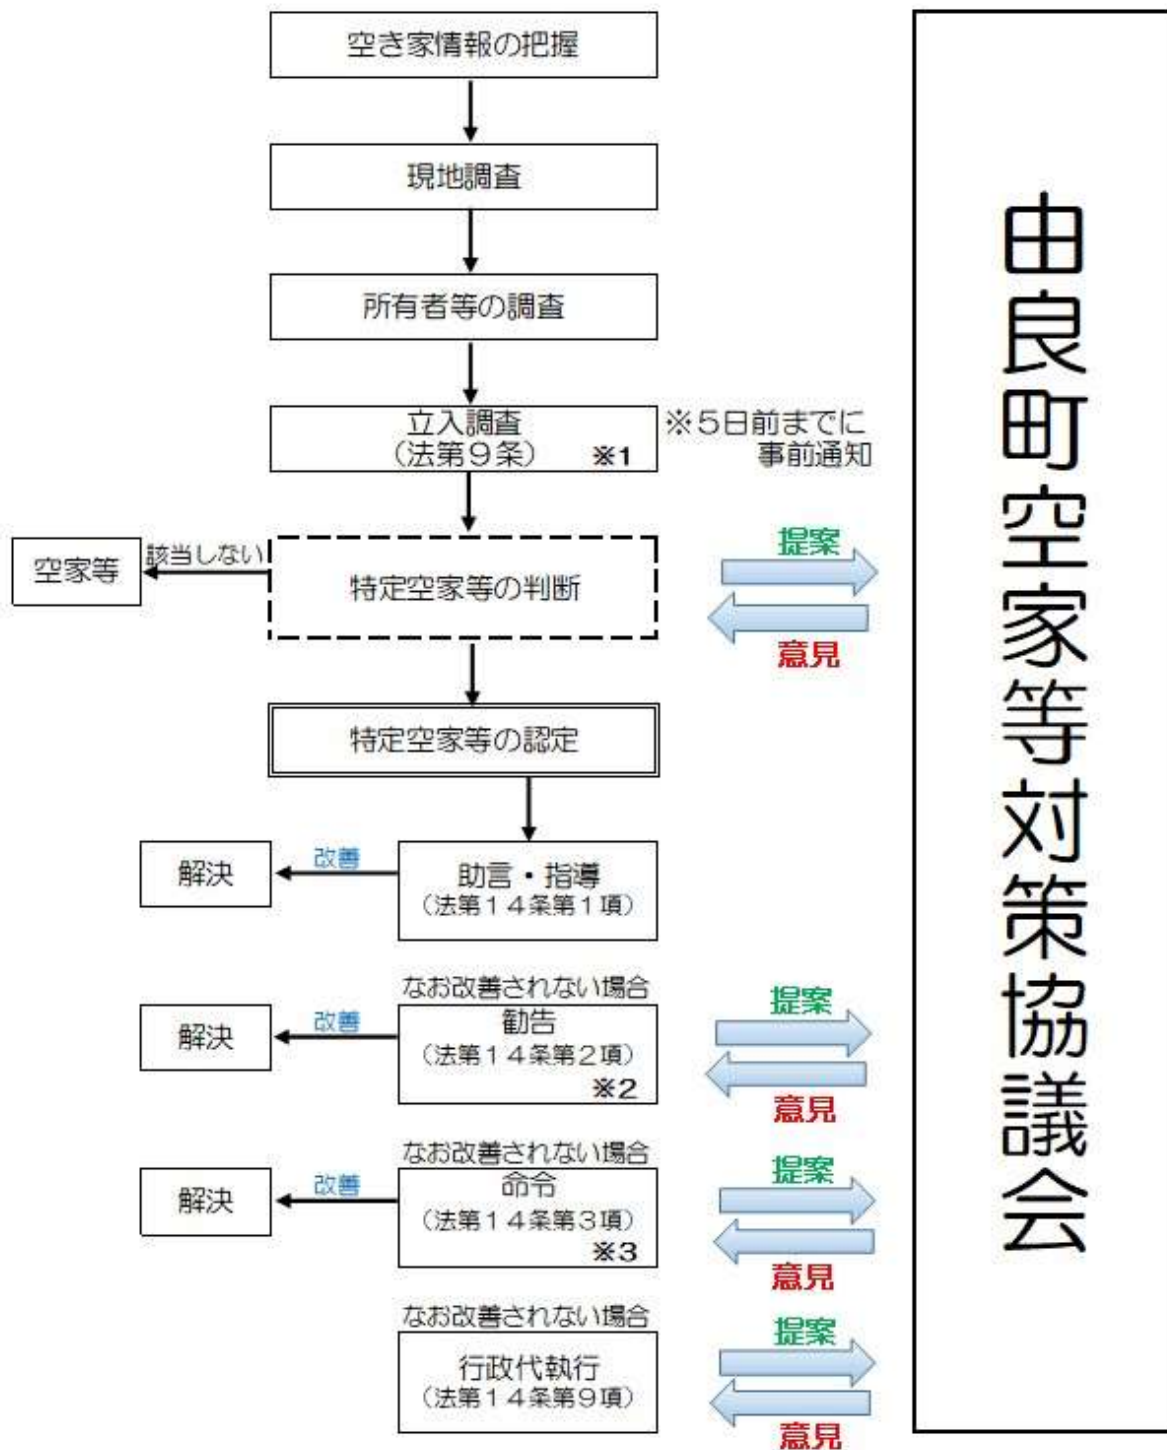 空き家情報の把握
現地調査
所有者等の調査
立入調査
（法第９条） ※1
※５日前までに
事前通知
空家等
該当しない
特定空家等の判断
提案
意見
特定空家等の認定
解決
改善
助言・指導
（法第１４条第１項）
なお改善されない場合
解決
改善
勧告
（法第１４条第２項）
※2
提案
意見
なお改善されない場合
解決
改善
命令
（法第１４条第３項）
※3
提案
意見
なお改善されない場合
行政代執行
（法第１４条第９項）
提案
意見
由良町空家等対策協議会